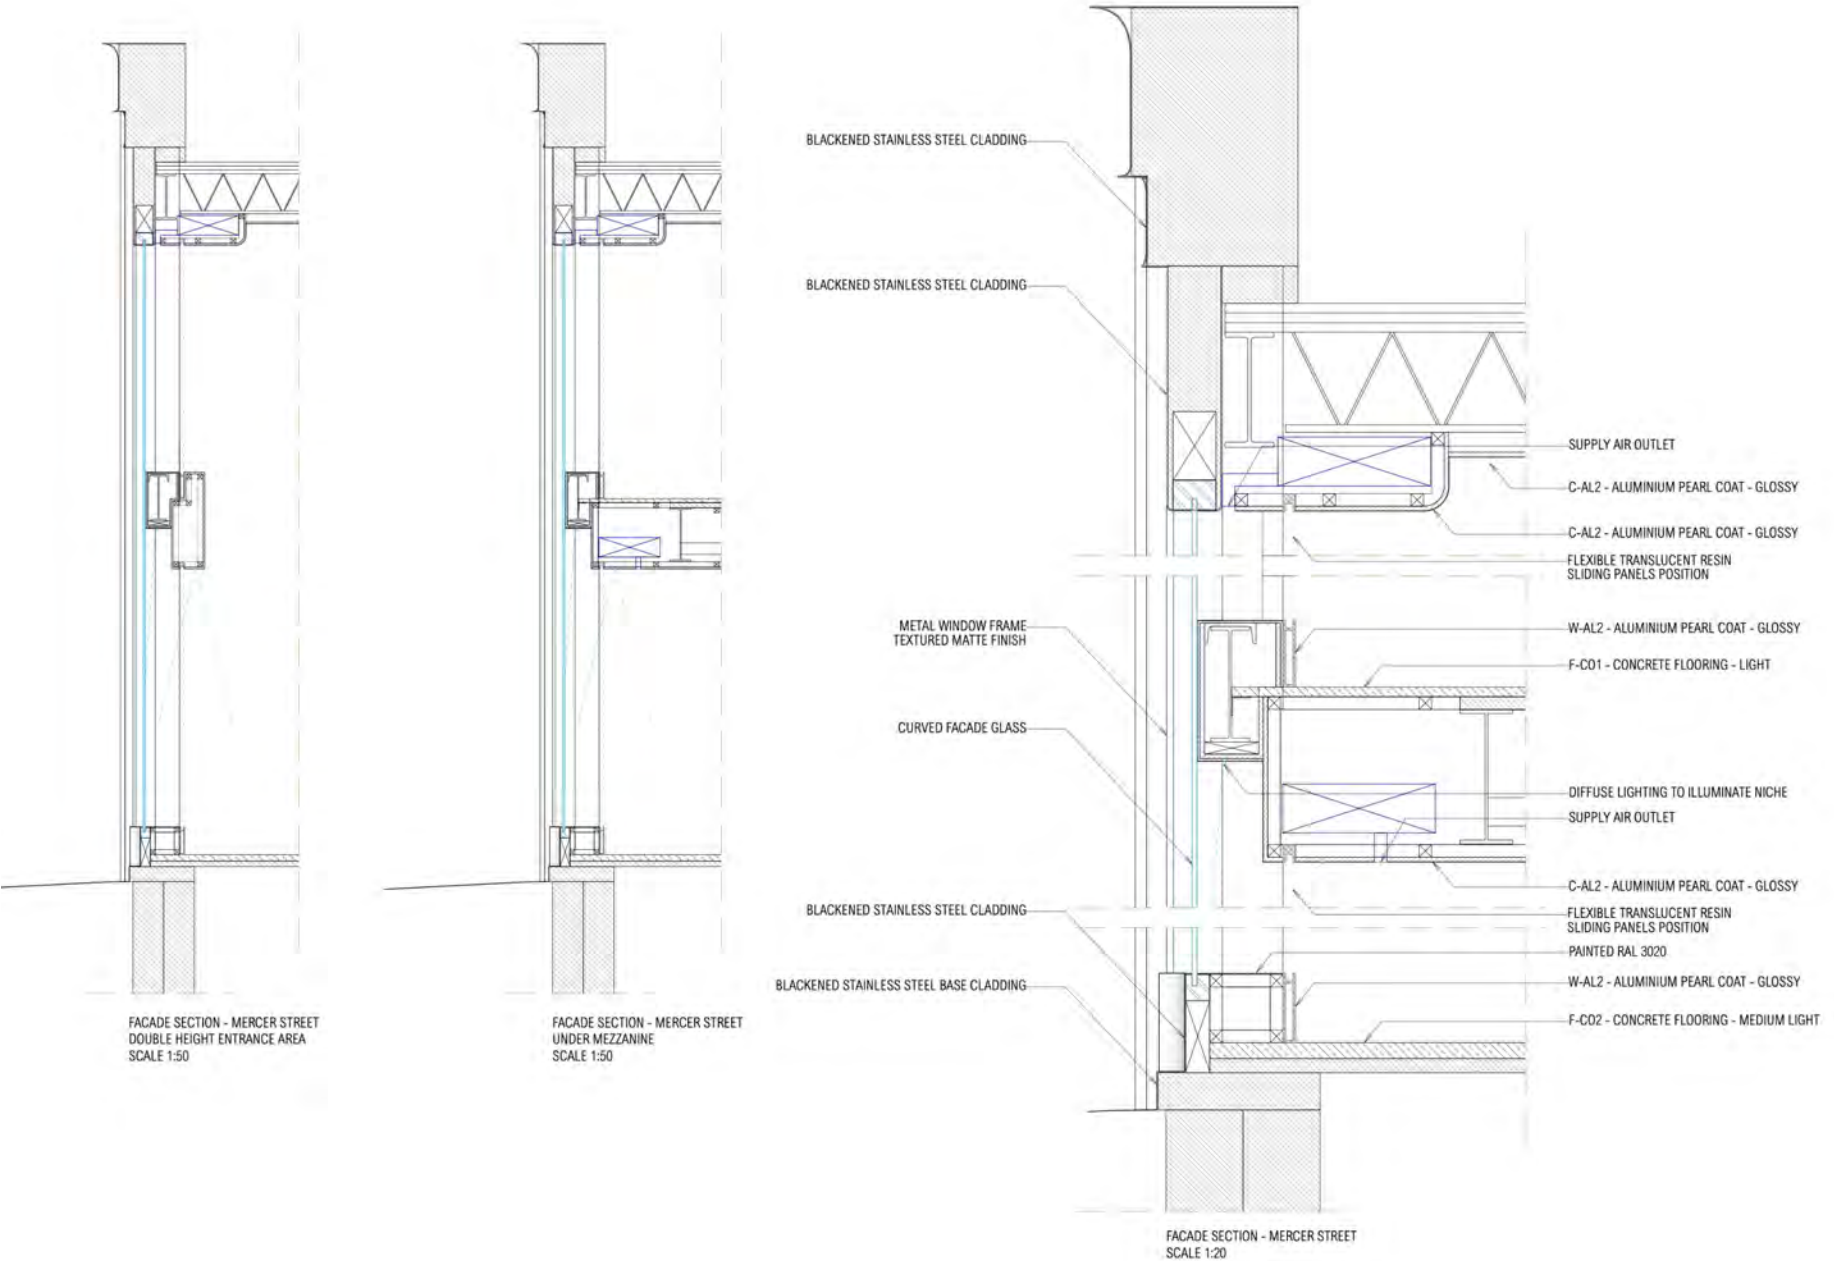 BLACKENED STAINLESS STEEL CLADDING
BLACKENED STAINLESS STEEL CLADDING
METAL WINDOW FRAME
TEXTURED MATTE FINISH
CURVED FACADE GLASS
BLACKENED STAINLESS STEEL CLADDING
BLACKENED STAINLESS STEEL BASE CLADDING
SUPPLY AIR OUTLET
C-AL2 - ALUMINIUM PEARL COAT - GLOSSY
C-AL2 - ALUMINIUM PEARL COAT - GLOSSY
FLEXIBLE TRANSLUCENT RESIN
SLIDING PANELS POSITION
W-AL2 - ALUMINIUM PEARL COAT - GLOSSY
F-CO1 - CONCRETE FLOORING - LIGHT
DIFFUSE LIGHTING TO ILLUMINATE NICHE
SUPPLY AIR OUTLET
C-AL2 - ALUMINIUM PEARL COAT - GLOSSY
FLEXIBLE TRANSLUCENT RESIN
SLIDING PANELS POSITION
PAINTED RAL 3020
W-AL2 - ALUMINIUM PEARL COAT - GLOSSY
F-CO2 - CONCRETE FLOORING - MEDIUM LIGHT
FACADE SECTION - MERCER STREET
DOUBLE HEIGHT ENTRANCE AREA
SCALE 1:50
FACADE SECTION - MERCER STREET
UNDER MEZZANINE
SCALE 1:50
FACADE SECTION - MERCER STREET
SCALE 1:20